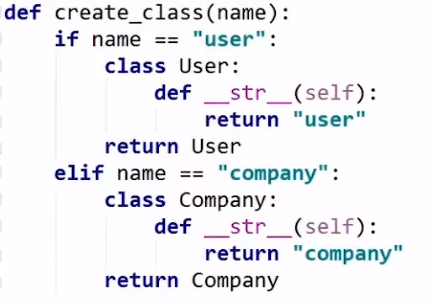 def create_class(name):
    if name == "user":
        class User:
            def __str__(self):
                return "user"
        return User
    elif name == "company":
        class Company:
            def __str__(self):
                return "company"
        return Company